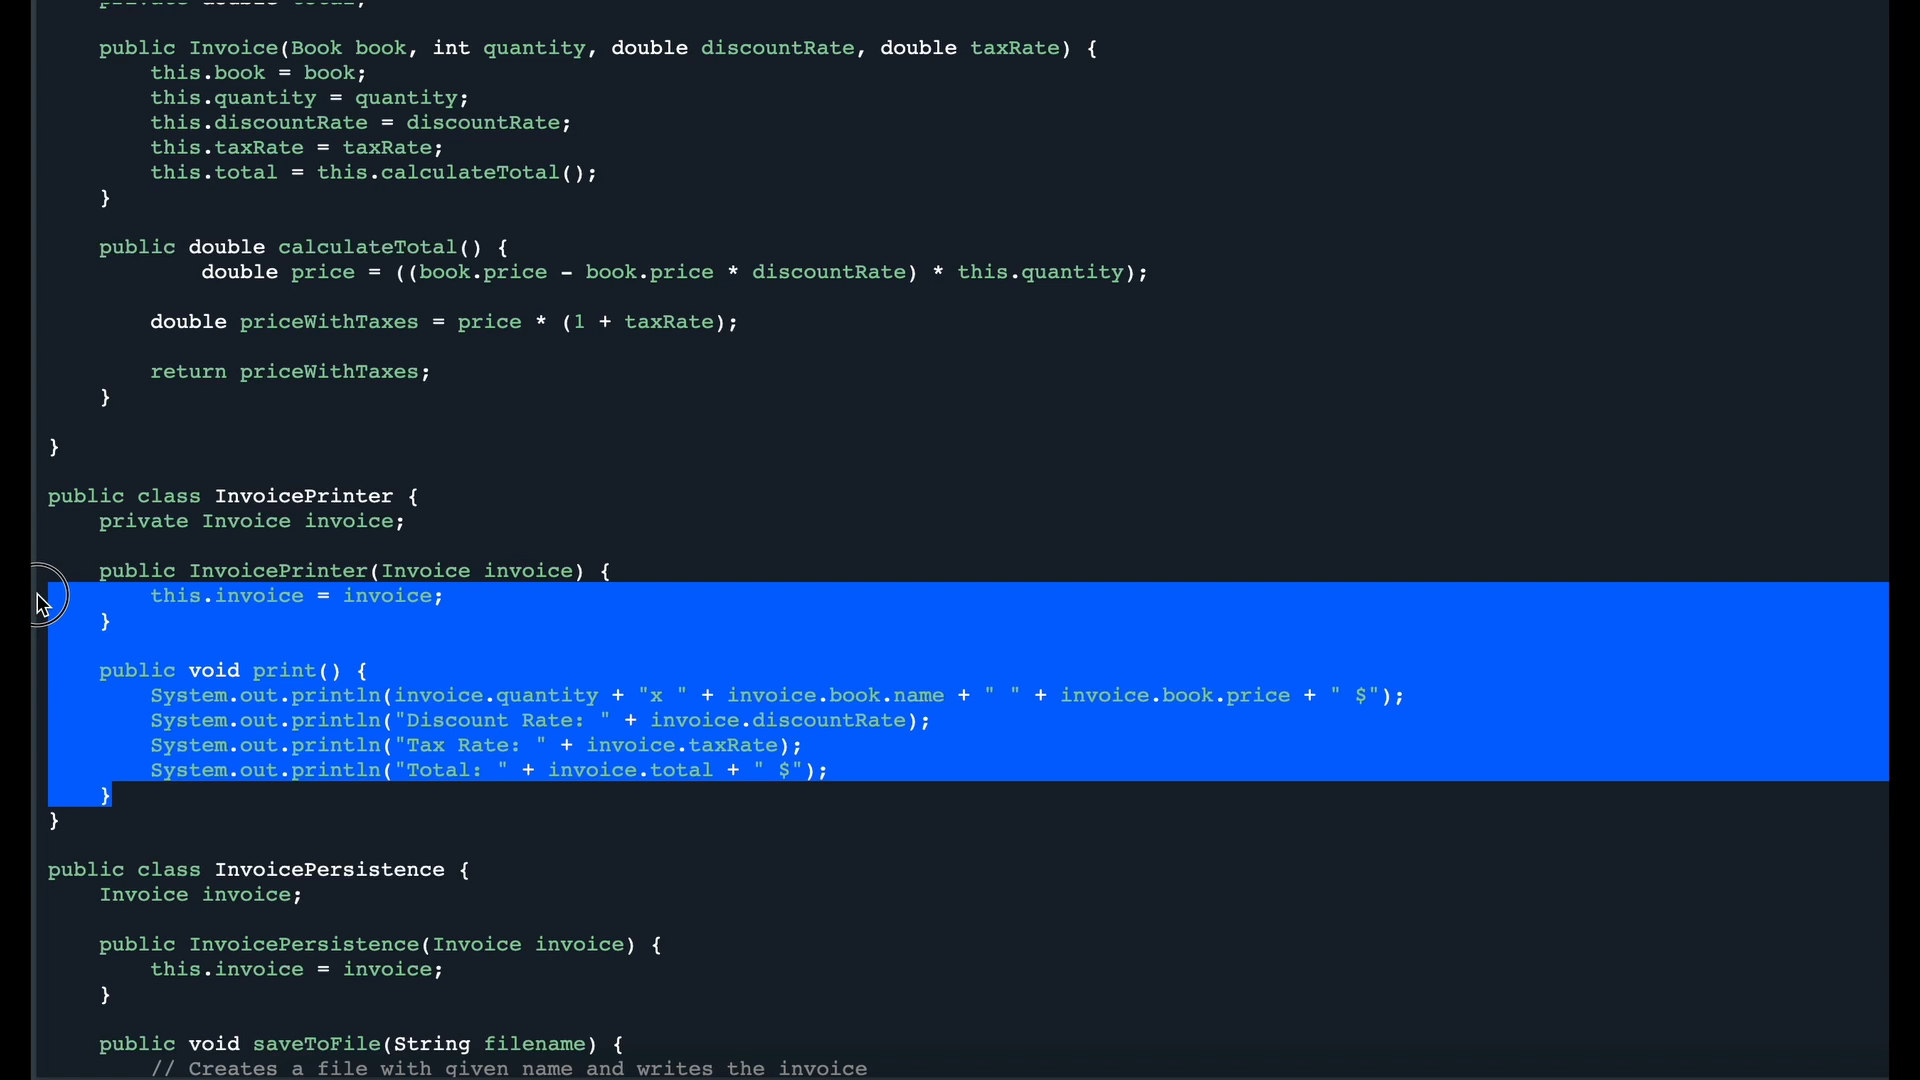 private double total;
public Invoice(Book book, int quantity, double discountRate, double taxRate) {
this.book = book;
this.quantity = quantity;
this.discountRate = discountRate;
this.taxRate = taxRate;
this.total = this.calculateTotal();
}
public double calculateTotal() {
double price = ((book.price - book.price * discountRate) * this.quantity);
double priceWithTaxes = price * (1 + taxRate);
return priceWithTaxes;
}
}
public class InvoicePrinter {
private Invoice invoice;
public InvoicePrinter(Invoice invoice) {
this.invoice = invoice;
}
public void print() {
System.out.println(invoice.quantity + "x " + invoice.book.name + " " + invoice.book.price + " $");
System.out.println("Discount Rate: " + invoice.discountRate);
System.out.println("Tax Rate: " + invoice.taxRate);
System.out.println("Total: " + invoice.total + " $");
}
}
public class InvoicePersistence {
Invoice invoice;
public InvoicePersistence(Invoice invoice) {
this.invoice = invoice;
}
public void saveToFile(String filename) {
// Creates a file with given name and writes the invoice